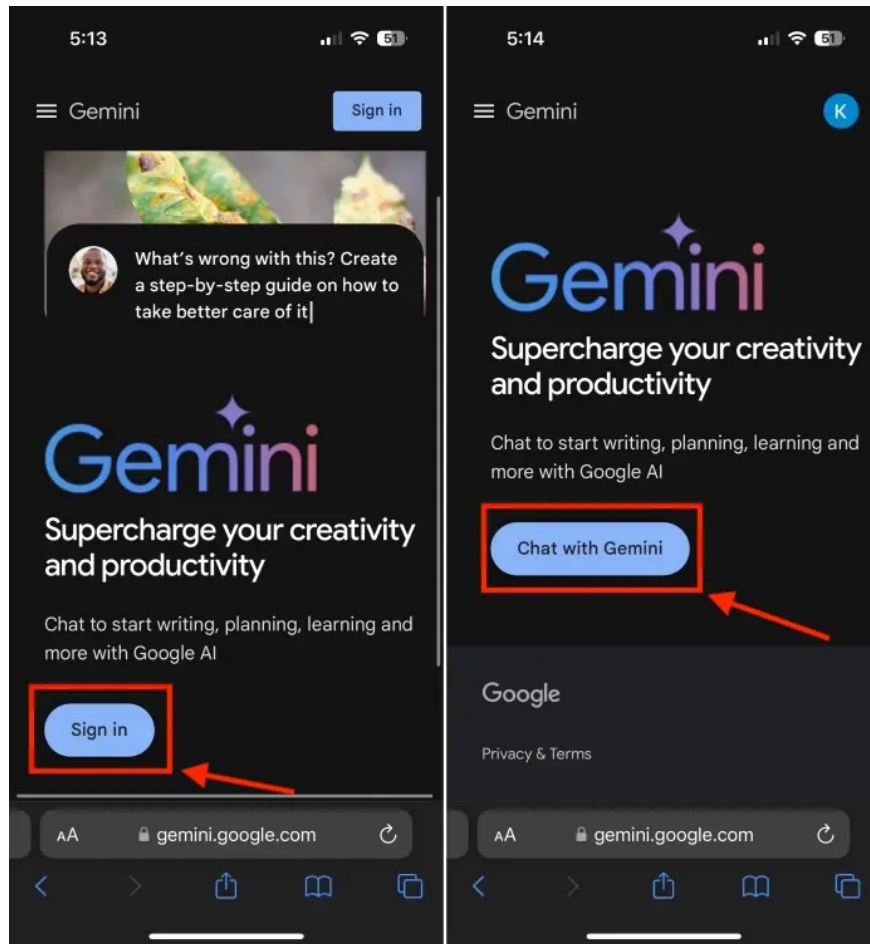 5:13
51
Gemini
Sign in
What's wrong with this? Create
a step-by-step guide on how to
take better care of it
Gemini
Supercharge your creativity
and productivity
Chat to start writing, planning, learning and
more with Google AI
Sign in
AA
gemini.google.com
5:14
51
Gemini
K
Gemini
Supercharge your creativity
and productivity
Chat to start writing, planning, learning and
more with Google AI
Chat with Gemini
Google
Privacy & Terms
AA
gemini.google.com